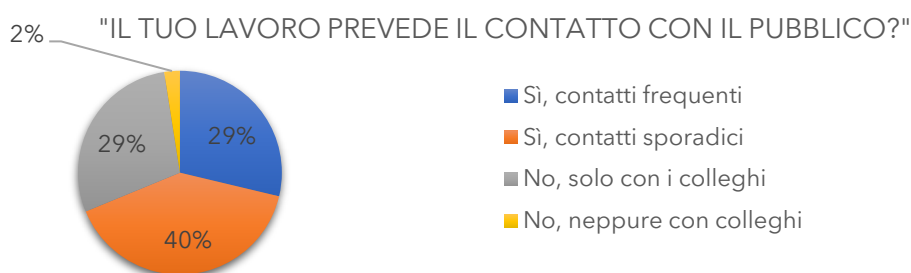 "IL TUO LAVORO PREVEDE IL CONTATTO CON IL PUBBLICO?"
2%
29%
29%
40%
Sì, contatti frequenti
Sì, contatti sporadici
No, solo con i colleghi
No, neppure con colleghi